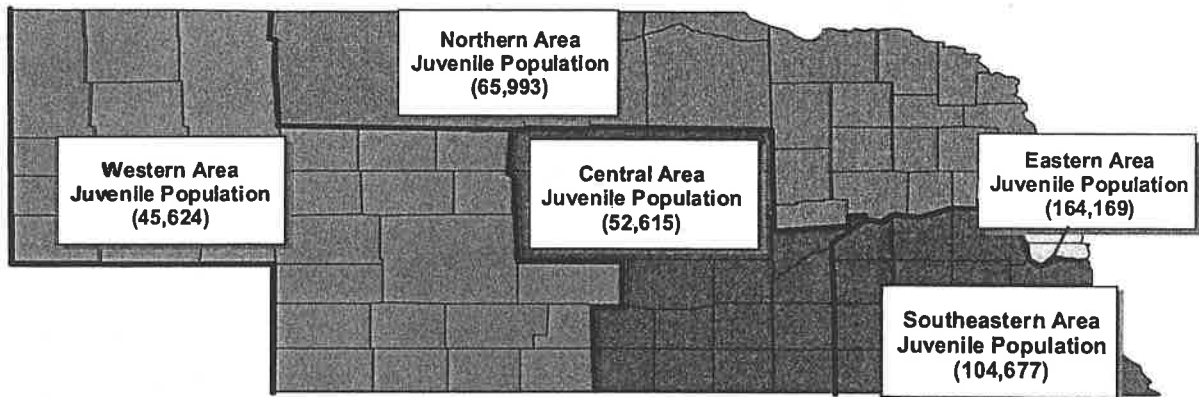 Northern Area
Juvenile Population
(65,993)
Western Area
Juvenile Population
(45,624)
Central Area
Juvenile Population
(52,615)
Eastern Area
Juvenile Population
(164,169)
Southeastern Area
Juvenile Population
(104,677)